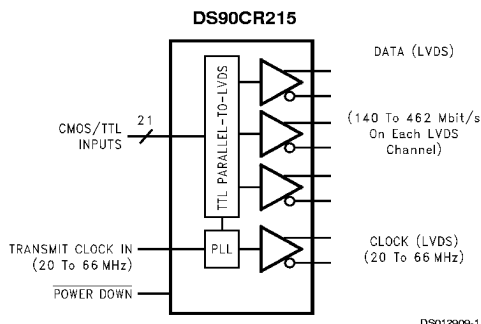 DS90CR215
DATA (LVDS)
TTL PARALLEL-TO-LVDS
21
CMOS/TTL
INPUTS
(140 To 462 Mbit/s
On Each LVDS
Channel)
TRANSMIT CLOCK IN
(20 To 66 MHz)
PLL
CLOCK (LVDS)
(20 To 66 MHz)
POWER DOWN
DS012909-1